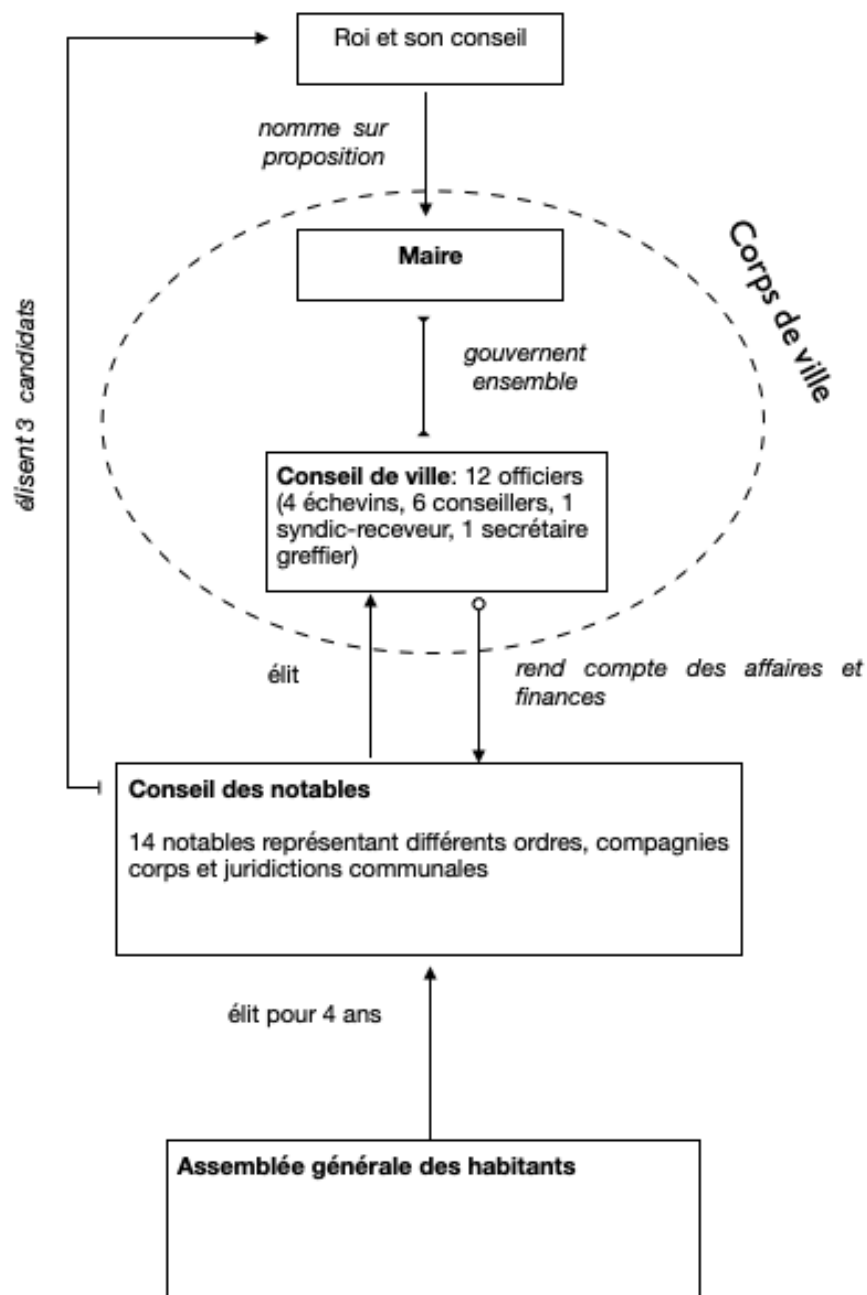 Roi et son conseil
nomme sur
proposition
Maire
Corps de ville
gouvernent
ensemble
élisent 3 candidats
Conseil de ville: 12 officiers
(4 échevins, 6 conseillers, 1
syndic-receveur, 1 secrétaire
greffier)
élit
rend compte des affaires et
finances
Conseil des notables
14 notables représentant différents ordres, compagnies
corps et juridictions communales
élit pour 4 ans
Assemblée générale des habitants